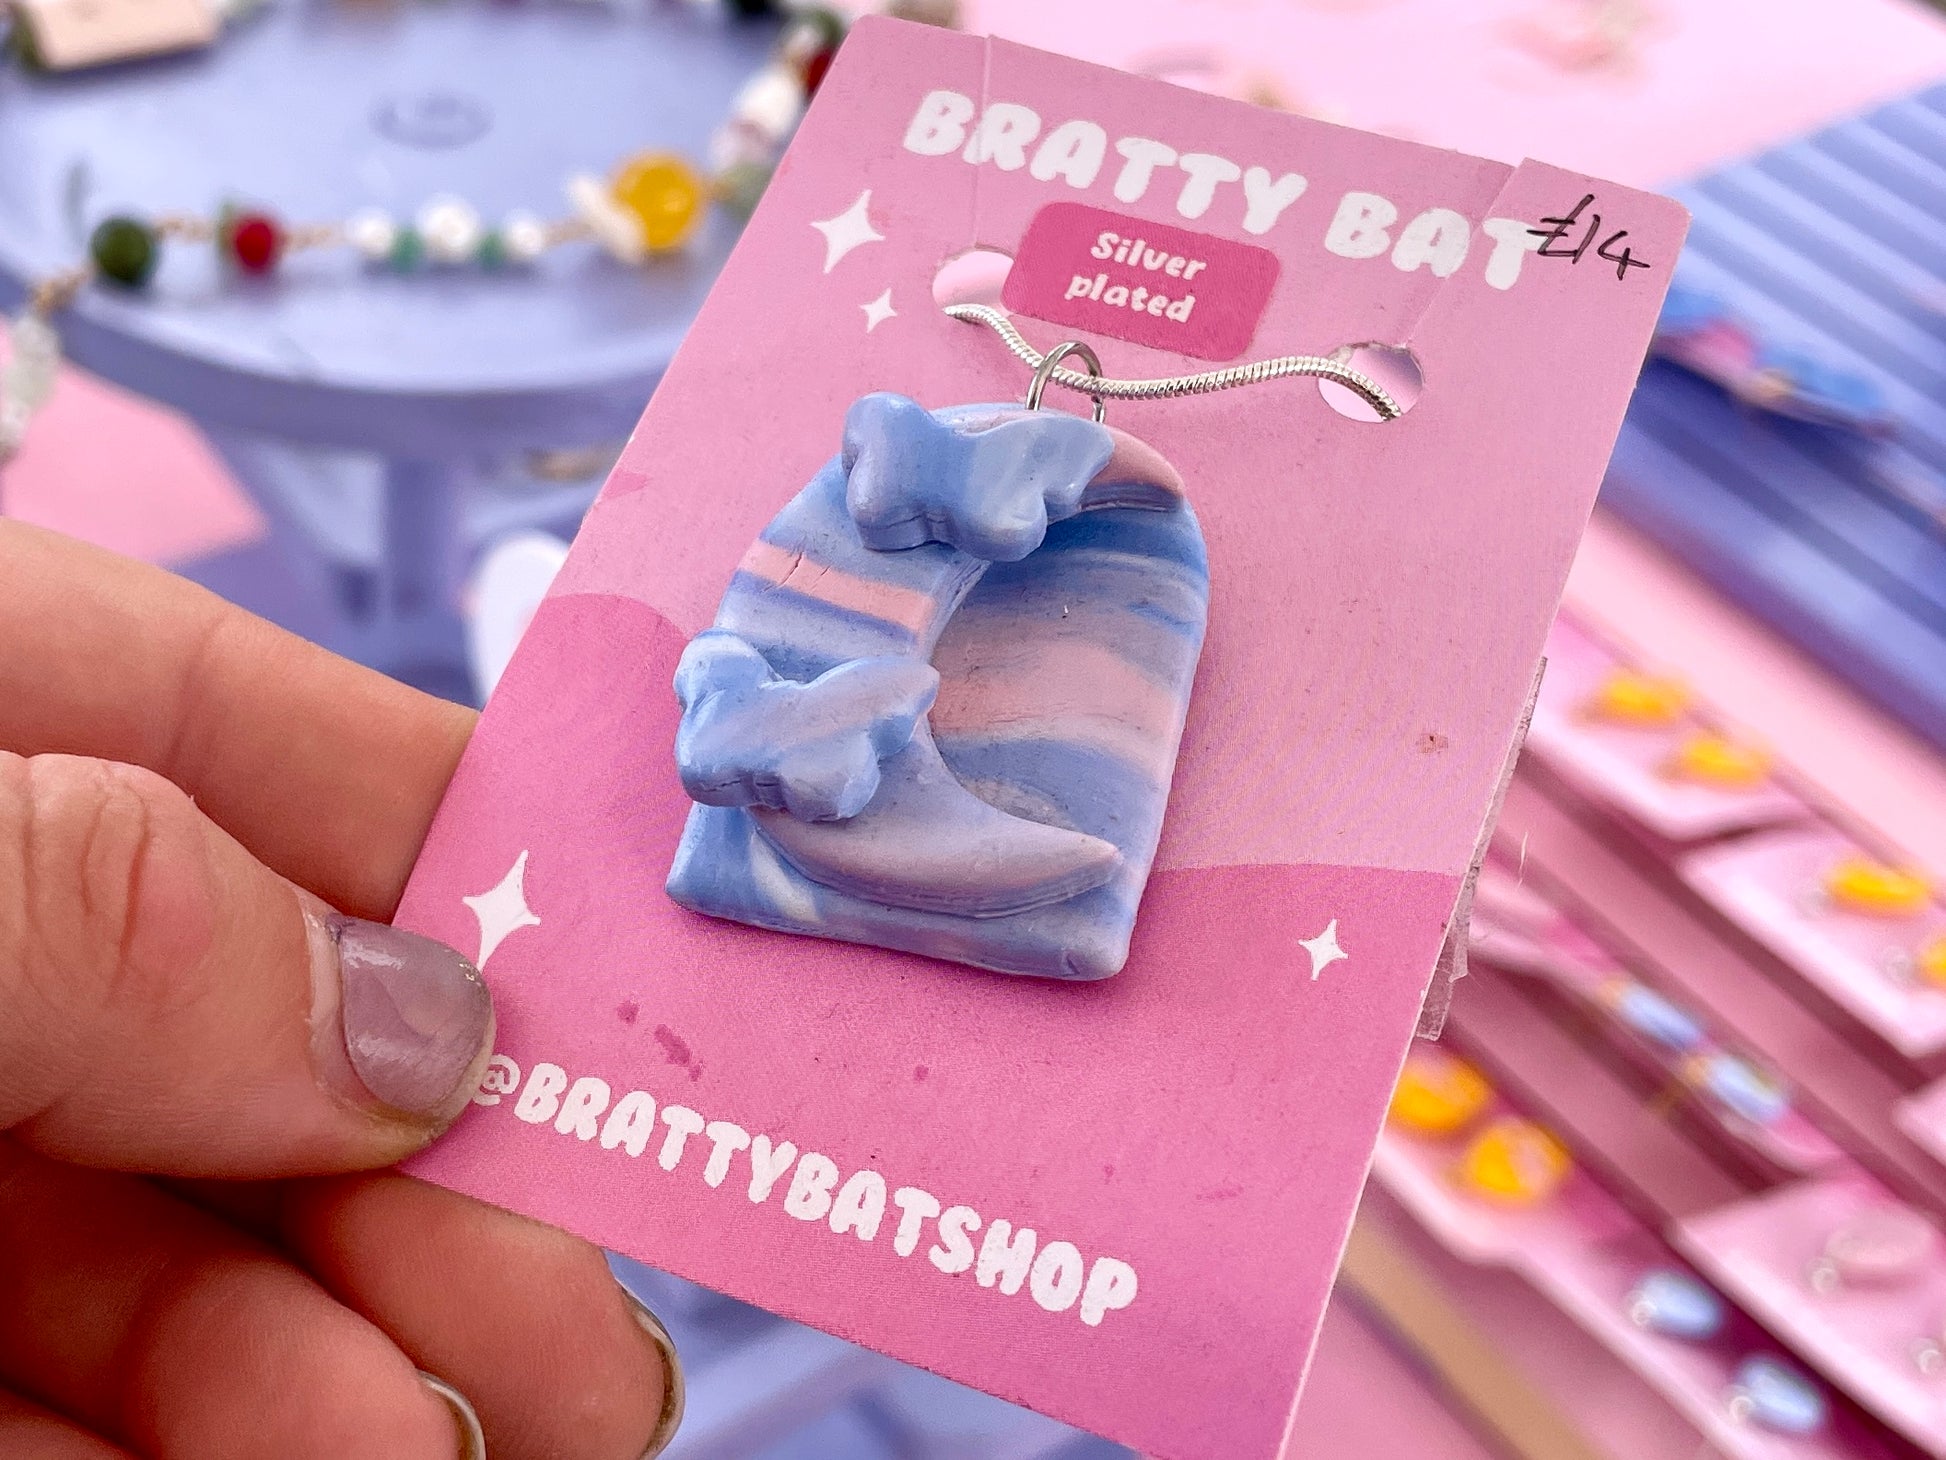 BRATTY BAT
£14
Silver
plated
@BRATTYBATSHOP